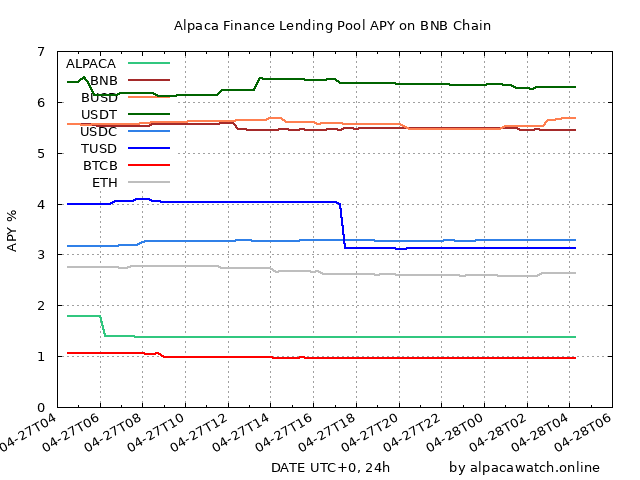 Alpaca Finance Lending Pool APY on BNB Chain
APY %
7
6
5
4
3
2
1
0
ALPACA
BNB
BUSD
USDT
USDC
TUSD
BTCB
ETH
04-27T04
04-27T06
04-27T08
04-27T10
04-27T12
04-27T14
04-27T16
04-27T18
04-27T20
04-27T22
04-28T00
04-28T02
04-28T04
04-28T06
DATE UTC+0, 24h
by alpacawatch.online